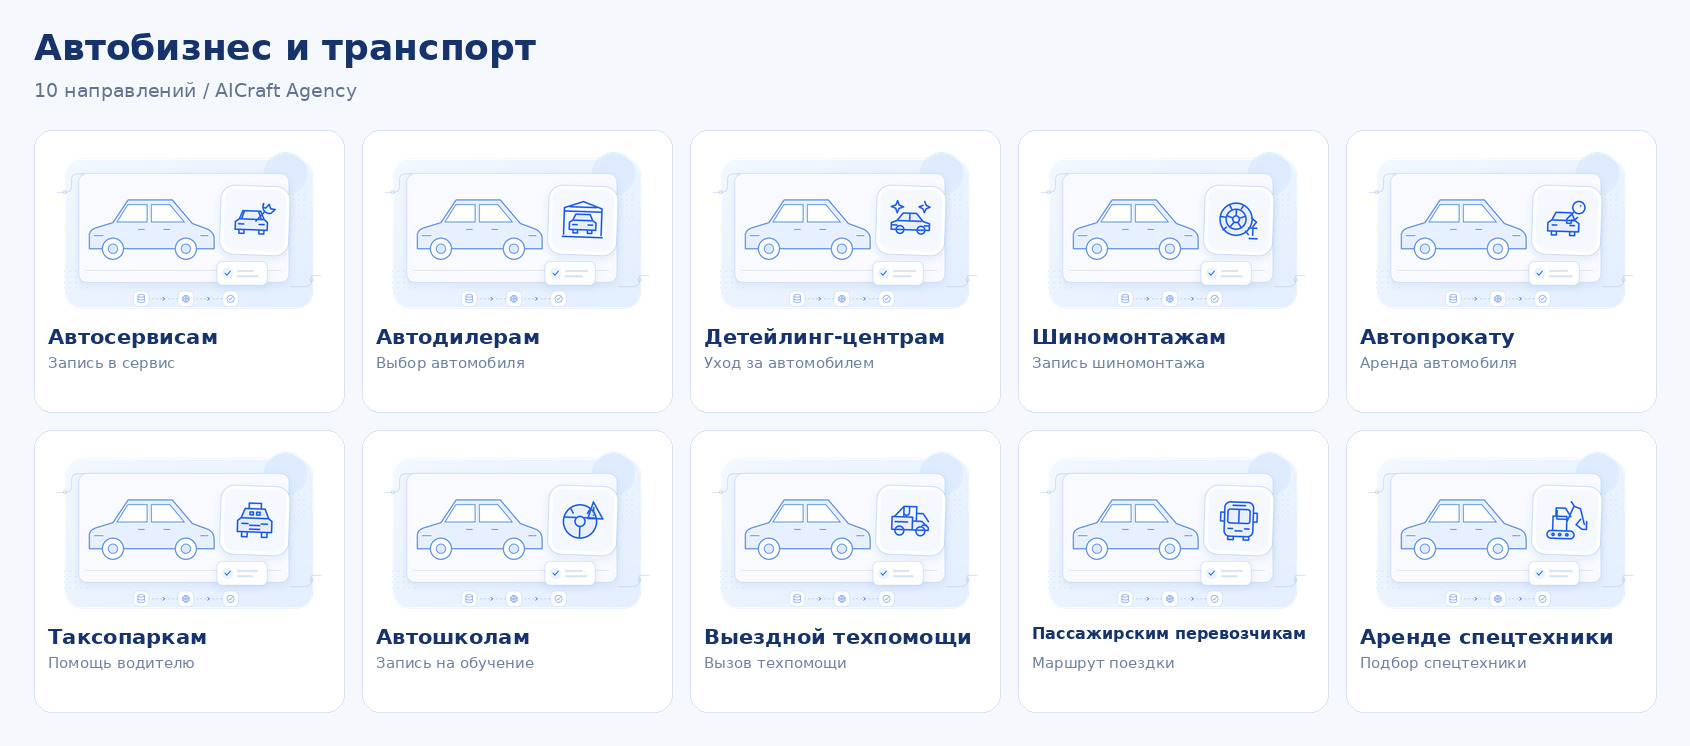 Автобизнес и транспорт
10 направлений / AICraft Agency
Автосервисам
Запись в сервис
Автодилерам
Выбор автомобиля
Детейлинг-центрам
Уход за автомобилем
Шиномонтажам
Запись шиномонтажа
Автопрокату
Аренда автомобиля
Таксопаркам
Помощь водителю
Автошколам
Запись на обучение
Выездной техпомощи
Вызов техпомощи
Пассажирским перевозчикам
Маршрут поездки
Аренде спецтехники
Подбор спецтехники